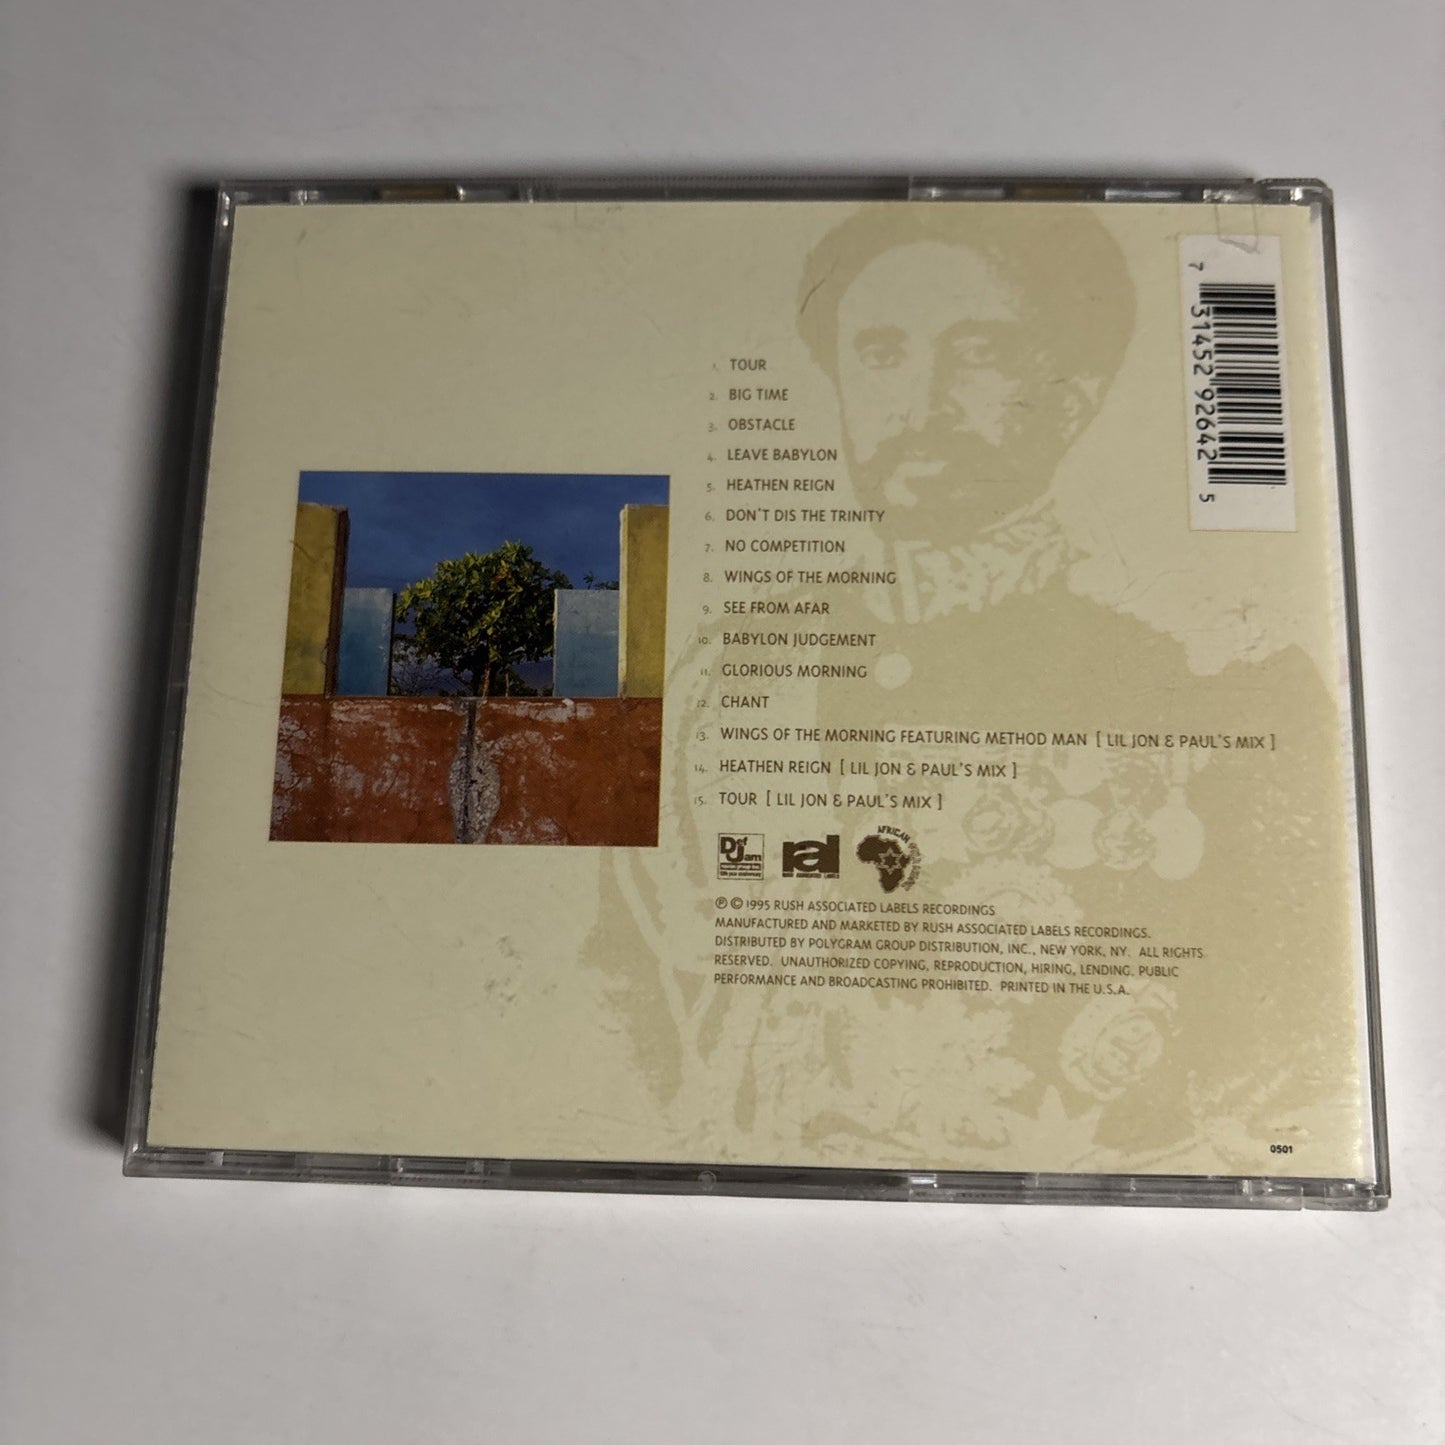 1. TOUR
2. BIG TIME
3. OBSTACLE
4. LEAVE BABYLON
5. HEATHEN REIGN
6. DON'T DIS THE TRINITY
7. NO COMPETITION
8. WINGS OF THE MORNING
9. SEE FROM AFAR
10. BABYLON JUDGEMENT
11. GLORIOUS MORNING
12. CHANT
13. WINGS OF THE MORNING FEATURING METHOD MAN [ LIL JON & PAUL'S MIX ]
14. HEATHEN REIGN [ LIL JON & PAUL'S MIX ]
15. TOUR [ LIL JON & PAUL'S MIX ]
Def Jam
ral
RUSH ASSOCIATED LABELS
AFRICAN
℗ © 1995 RUSH ASSOCIATED LABELS RECORDINGS
MANUFACTURED AND MARKETED BY RUSH ASSOCIATED LABELS RECORDINGS.
DISTRIBUTED BY POLYGRAM GROUP DISTRIBUTION, INC., NEW YORK, NY. ALL RIGHTS
RESERVED. UNAUTHORIZED COPYING, REPRODUCTION, HIRING, LENDING. PUBLIC
PERFORMANCE AND BROADCASTING PROHIBITED. PRINTED IN THE U.S.A.
7 31452 92642 5
0501